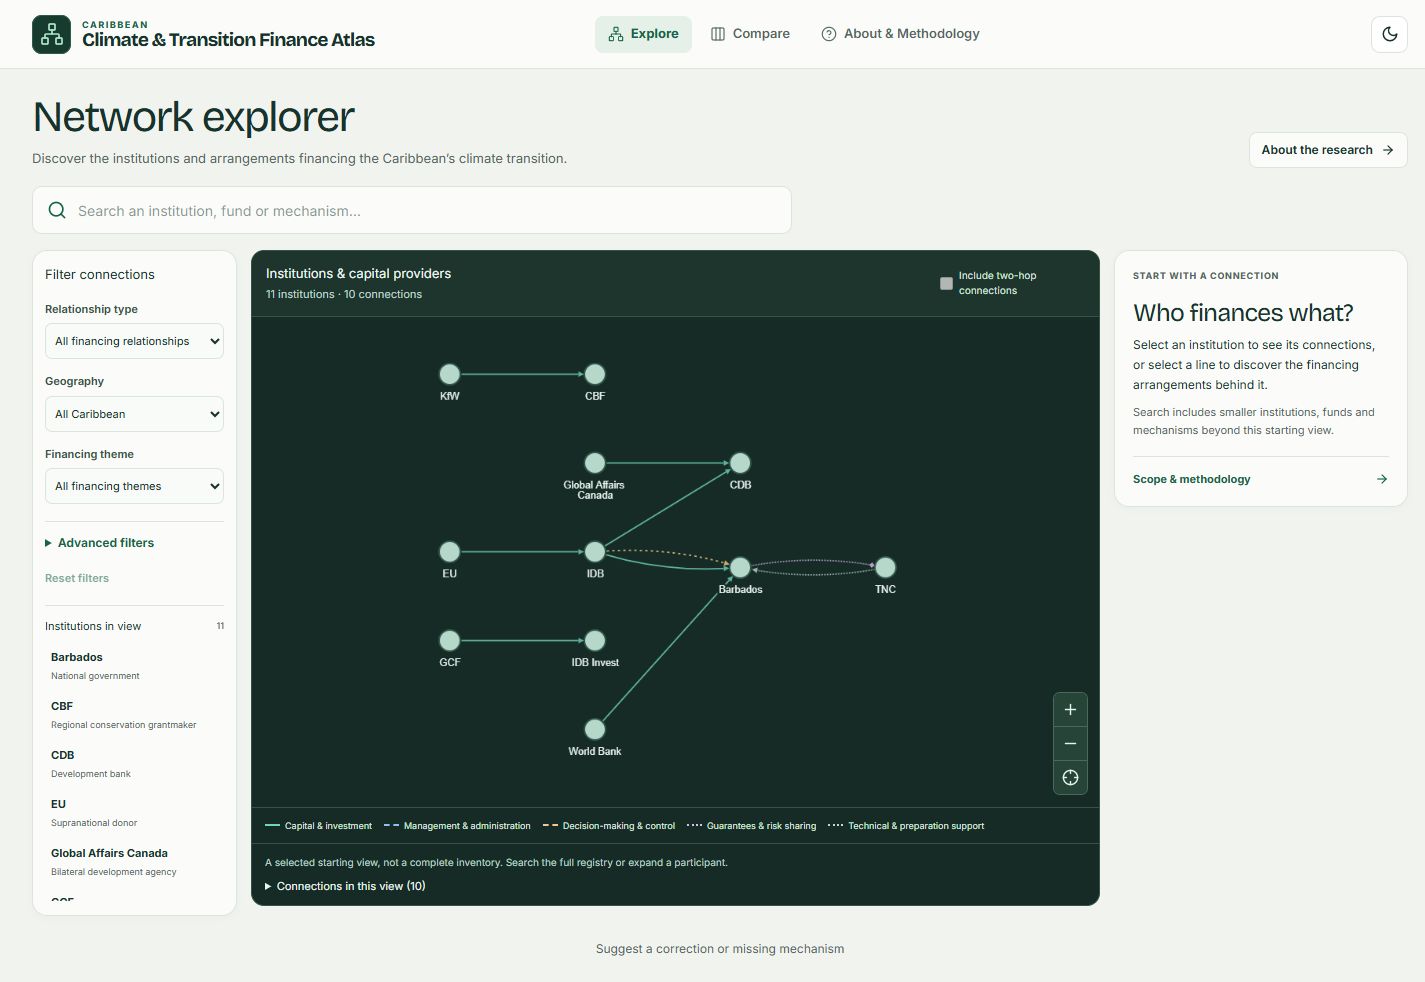 CARIBBEAN
Climate & Transition Finance Atlas
Explore
Compare
About & Methodology
Network explorer
Discover the institutions and arrangements financing the Caribbean's climate transition.
About the research
Search an institution, fund or mechanism...
Filter connections
Relationship type
All financing relationships
Geography
All Caribbean
Financing theme
All financing themes
Advanced filters
Reset filters
Institutions in view 11
Barbados
National government
CBF
Regional conservation grantmaker
CDB
Development bank
EU
Supranational donor
Global Affairs Canada
Bilateral development agency
Institutions & capital providers
11 institutions · 10 connections
Include two-hop
connections
KfW
CBF
Global Affairs
Canada
CDB
EU
IDB
Barbados
TNC
GCF
IDB Invest
World Bank
Capital & investment
Management & administration
Decision-making & control
Guarantees & risk sharing
Technical & preparation support
A selected starting view, not a complete inventory. Search the full registry or expand a participant.
Connections in this view (10)
START WITH A CONNECTION
Who finances what?
Select an institution to see its connections,
or select a line to discover the financing
arrangements behind it.
Search includes smaller institutions, funds and
mechanisms beyond this starting view.
Scope & methodology
Suggest a correction or missing mechanism